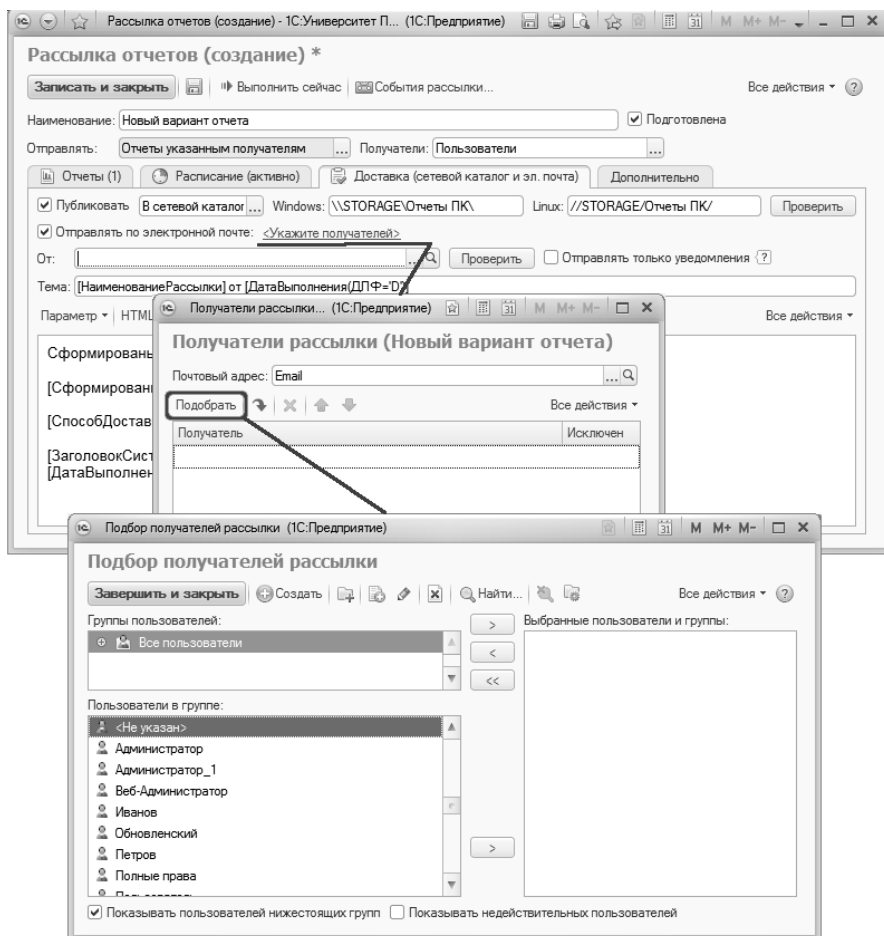 Рассылка отчетов (создание) - 1С:Университет П... (1С:Предприятие) M M+ M-
Рассылка отчетов (создание) *
Записать и закрыть Выполнить сейчас События рассылки... Все действия ?
Наименование: Новый вариант отчета Подготовлена
Отправлять: Отчеты указанным получателям ... Получатели: Пользователи ...
Отчеты (1) Расписание (активно) Доставка (сетевой каталог и эл. почта) Дополнительно
Публиковать В сетевой каталог ... Windows: \\STORAGE\Отчеты ПК\ Linux: //STORAGE/Отчеты ПК/ Проверить
Отправлять по электронной почте: <Укажите получателей>
От: ... Проверить Отправлять только уведомления ?
Тема: [НаименованиеРассылки] от [ДатаВыполнения(ДЛФ='D')]
Параметр HTML Все действия
Сформированы
[Сформирован
[СпособДостав
[ЗаголовокСист
[ДатаВыполнен
Получатели рассылки... (1С:Предприятие) 31 M M+ M-
Получатели рассылки (Новый вариант отчета)
Почтовый адрес: Email ...
Подобрать Все действия
Получатель Исключен
Подбор получателей рассылки (1С:Предприятие) 31 M M+ M-
Подбор получателей рассылки
Завершить и закрыть Создать Найти... Все действия ?
Группы пользователей: > Выбранные пользователи и группы:
Все пользователи
<
<<
Пользователи в группе:
<Не указан>
Администратор
Администратор_1
Веб-Администратор
Иванов
Обновленский
Петров >
Полные права
Показывать пользователей нижестоящих групп Показывать недействительных пользователей